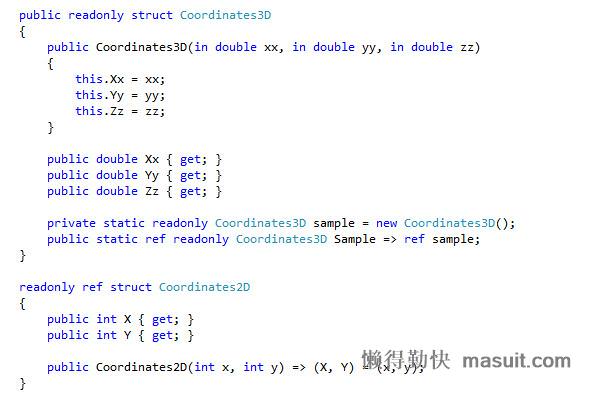 public readonly struct Coordinates3D
{
    public Coordinates3D(in double xx, in double yy, in double zz)
    {
        this.Xx = xx;
        this.Yy = yy;
        this.Zz = zz;
    }

    public double Xx { get; }
    public double Yy { get; }
    public double Zz { get; }

    private static readonly Coordinates3D sample = new Coordinates3D();
    public static ref readonly Coordinates3D Sample => ref sample;
}

readonly ref struct Coordinates2D
{
    public int X { get; }
    public int Y { get; }

    public Coordinates2D(int x, int y) => (X, Y) = (x, y);
}
懒得勤快 masuit.com